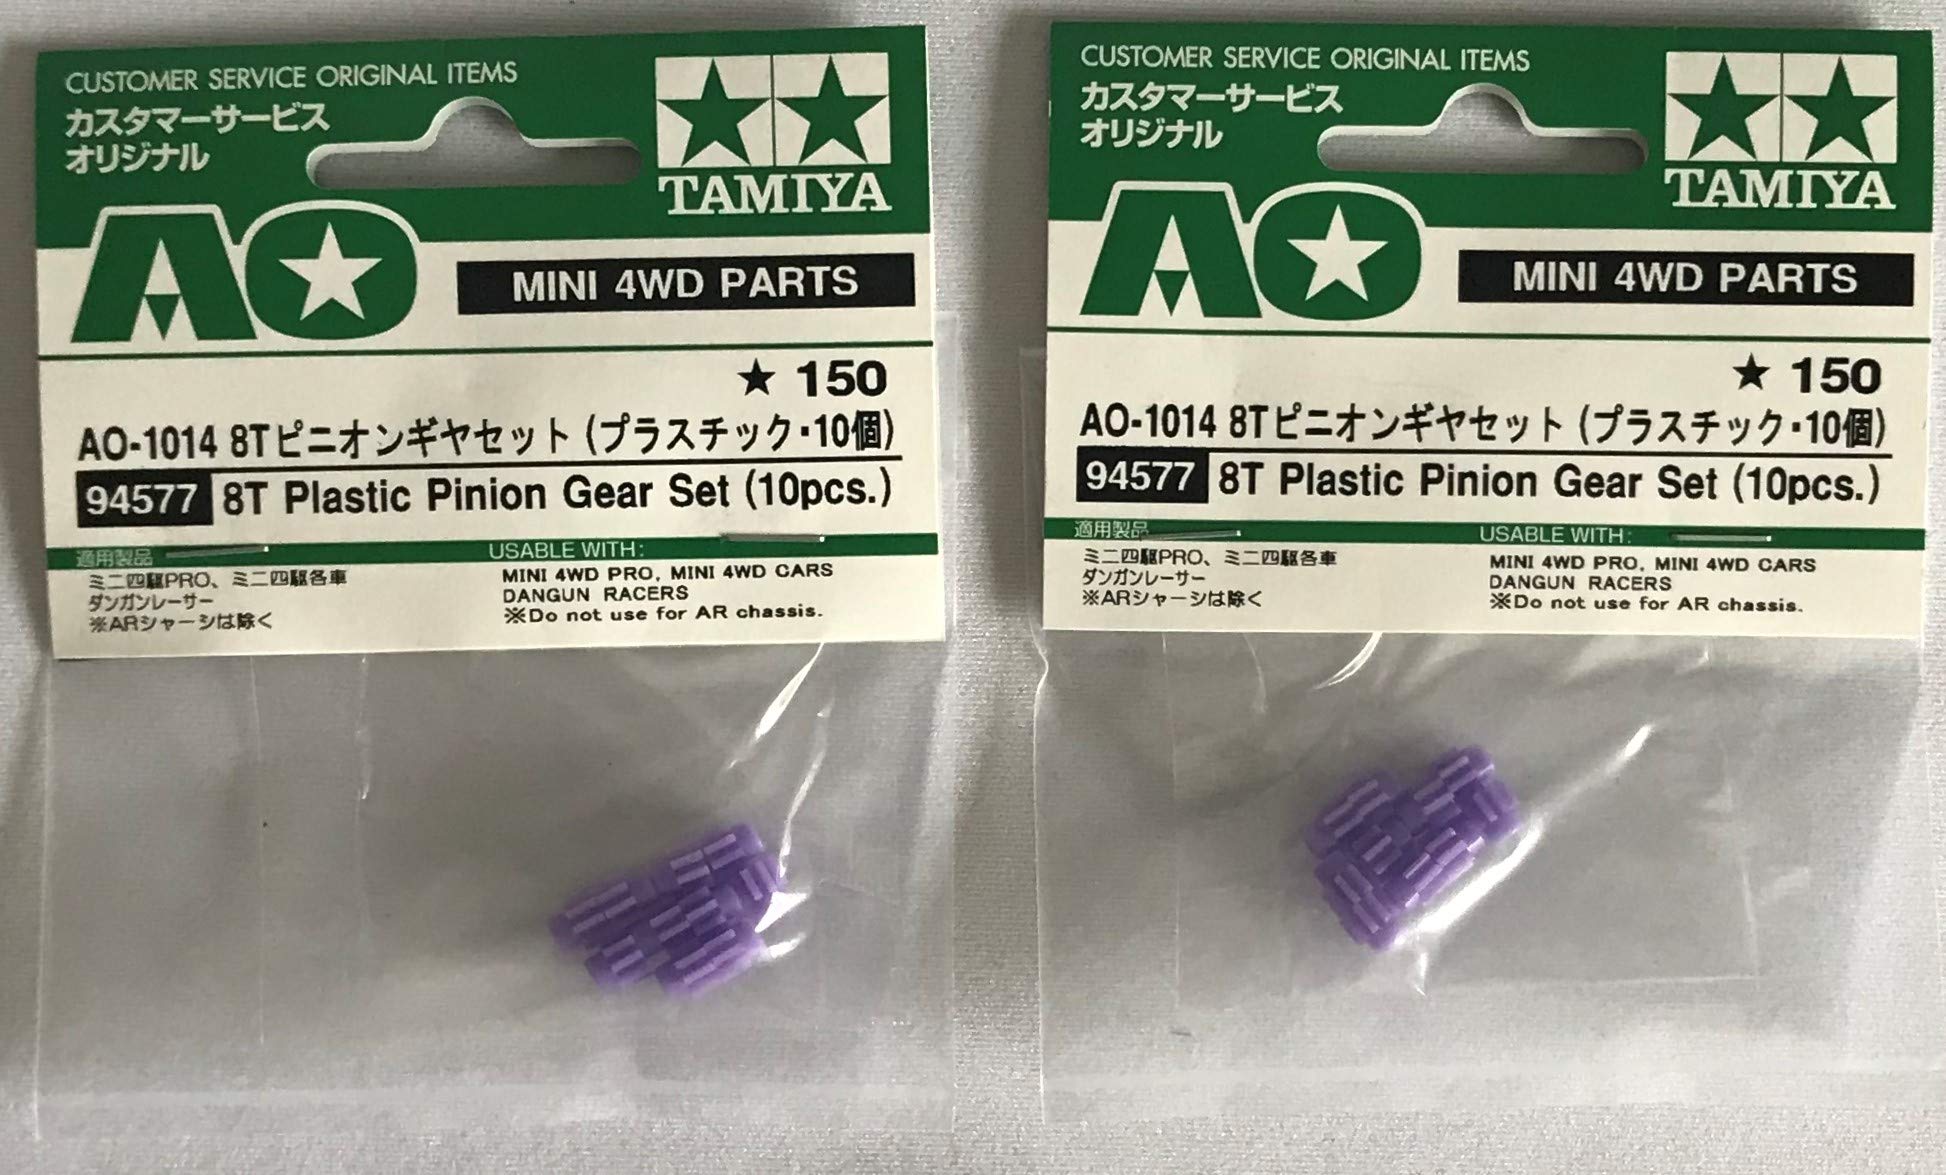 CUSTOMER SERVICE ORIGINAL ITEMS
カスタマーサービス
オリジナル
TAMIYA
AO
MINI 4WD PARTS
★ 150
AO-1014 8Tピニオンギヤセット (プラスチック・10個)
94577 8T Plastic Pinion Gear Set (10pcs.)
適用製品
ミニ四駆PRO、ミニ四駆各車
ダンガンレーサー
※ARシャーシは除く
USABLE WITH:
MINI 4WD PRO, MINI 4WD CARS
DANGUN RACERS
※Do not use for AR chassis.
CUSTOMER SERVICE ORIGINAL ITEMS
カスタマーサービス
オリジナル
TAMIYA
AO
MINI 4WD PARTS
★ 150
AO-1014 8Tピニオンギヤセット (プラスチック・10個)
94577 8T Plastic Pinion Gear Set (10pcs.)
適用製品
ミニ四駆PRO、ミニ四駆各車
ダンガンレーサー
※ARシャーシは除く
USABLE WITH:
MINI 4WD PRO, MINI 4WD CARS
DANGUN RACERS
※Do not use for AR chassis.